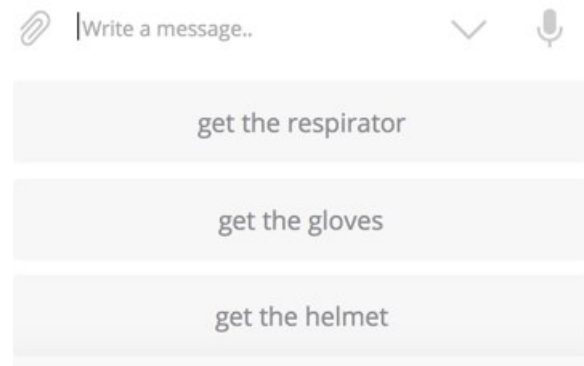 Write a message..
get the respirator
get the gloves
get the helmet